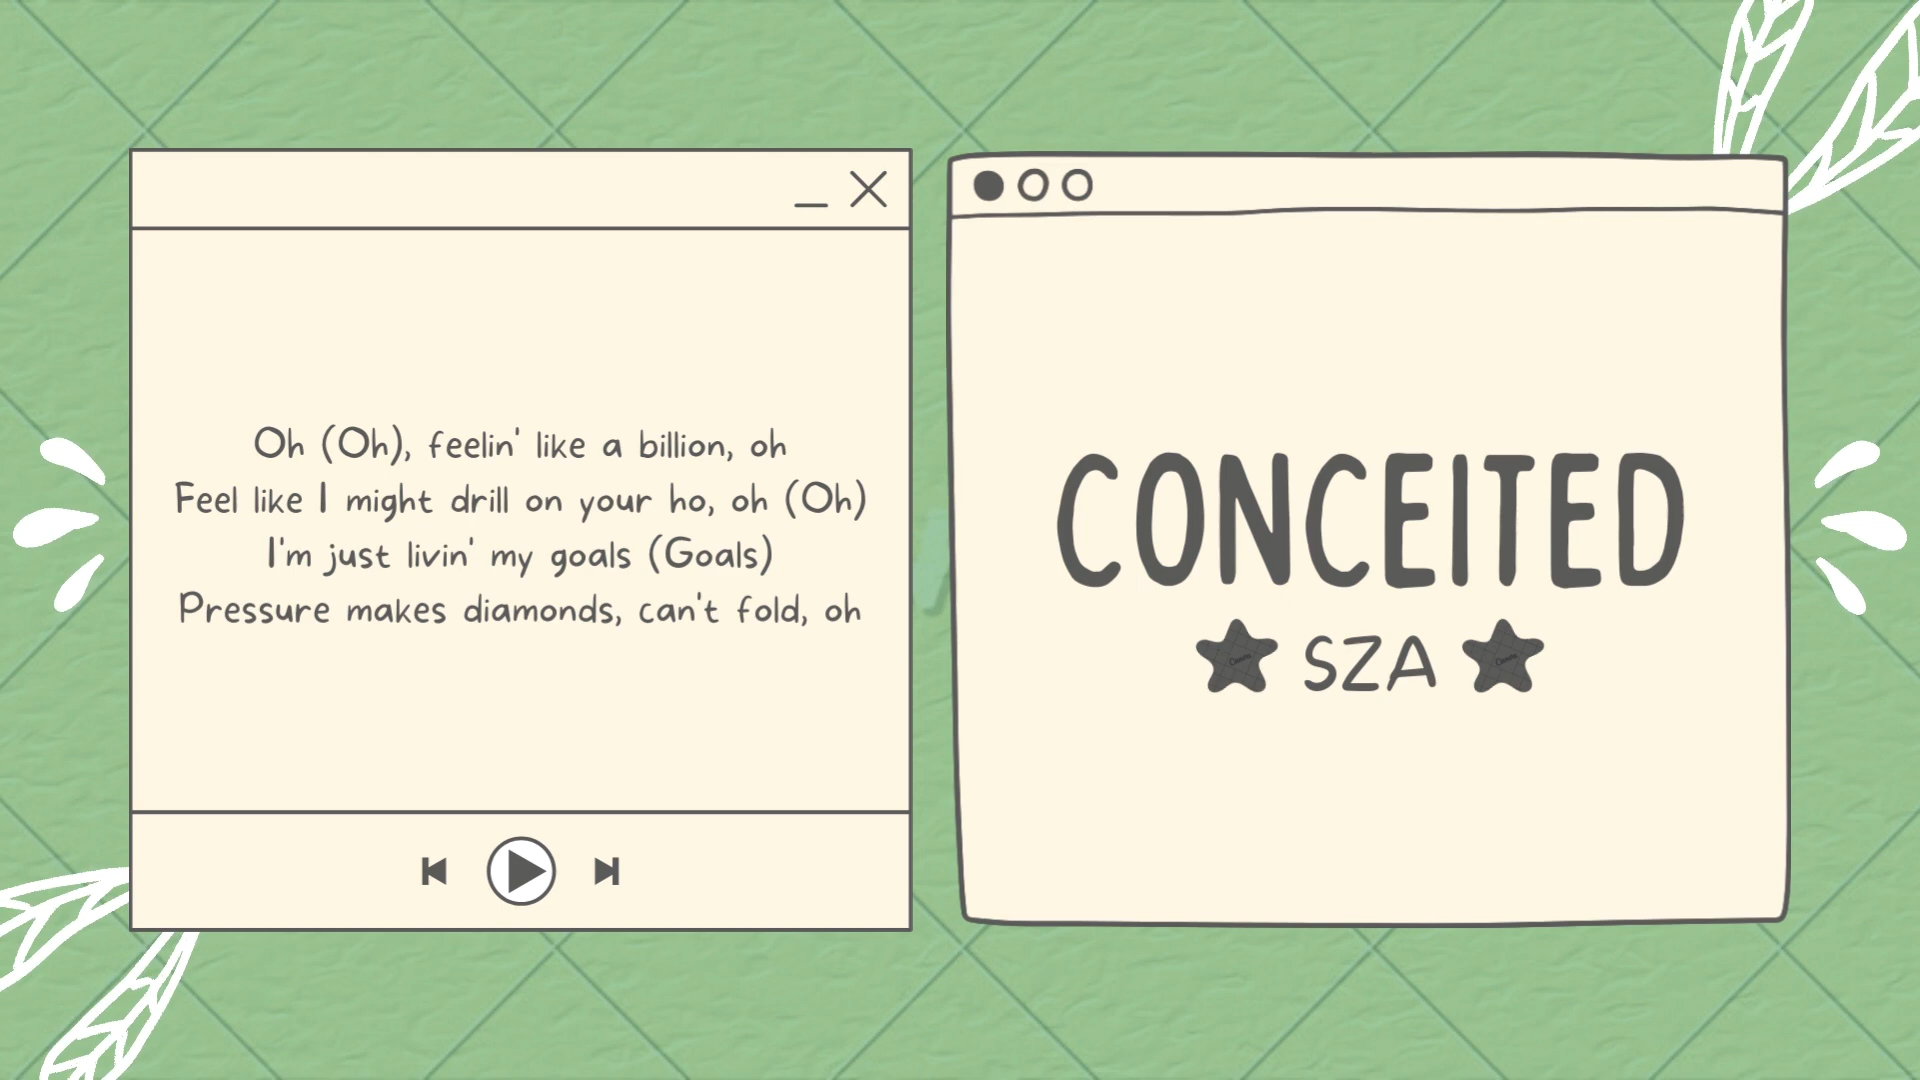 Oh (Oh), feelin' like a billion, oh
Feel like I might drill on your ho, oh (Oh)
I'm just livin' my goals (Goals)
Pressure makes diamonds, can't fold, oh
CONCEITED
SZA